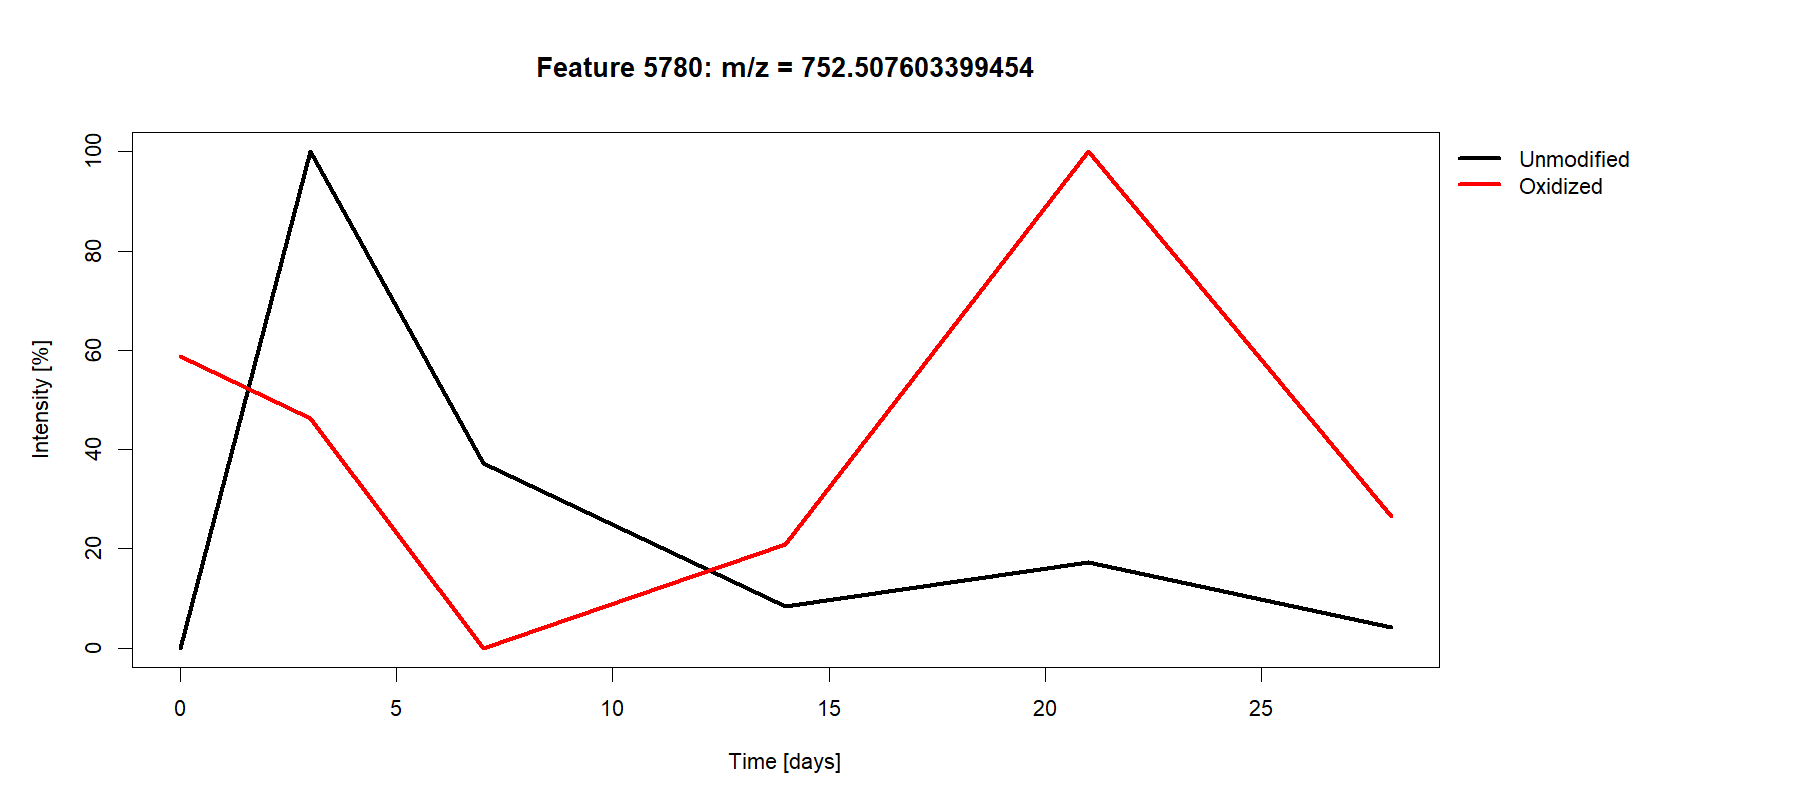 Feature 5780: m/z = 752.507603399454
Unmodified
Oxidized
Intensity [%]
100
80
60
40
20
0
0 5 10 15 20 25
Time [days]